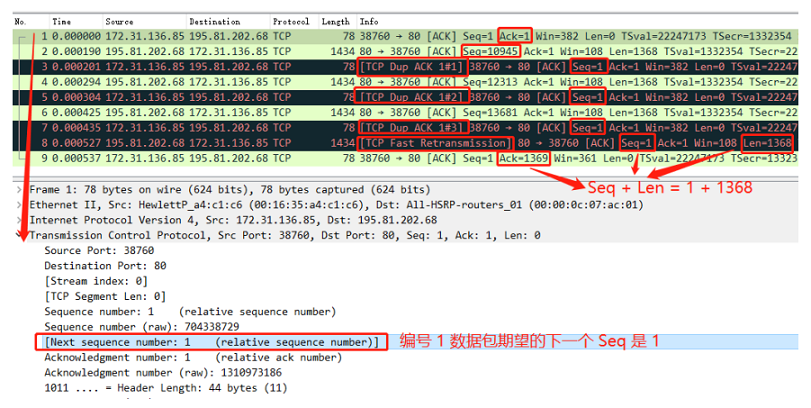 No. Time Source Destination Protocol Length Info
1 0.000000 172.31.136.85 195.81.202.68 TCP 78 38760 → 80 [ACK] Seq=1 Ack=1 Win=382 Len=0 TSval=22247173 TSecr=1332354
2 0.000190 195.81.202.68 172.31.136.85 TCP 1434 80 → 38760 [ACK] Seq=10945 Ack=1 Win=108 Len=1368 TSval=1332354 TSecr=22
3 0.000201 172.31.136.85 195.81.202.68 TCP 78 [TCP Dup ACK 1#1] 38760 → 80 [ACK] Seq=1 Ack=1 Win=382 Len=0 TSval=22247
4 0.000294 195.81.202.68 172.31.136.85 TCP 1434 80 → 38760 [ACK] Seq=12313 Ack=1 Win=108 Len=1368 TSval=1332354 TSecr=22
5 0.000304 172.31.136.85 195.81.202.68 TCP 78 [TCP Dup ACK 1#2] 38760 → 80 [ACK] Seq=1 Ack=1 Win=382 Len=0 TSval=22247
6 0.000425 195.81.202.68 172.31.136.85 TCP 1434 80 → 38760 [ACK] Seq=13681 Ack=1 Win=108 Len=1368 TSval=1332354 TSecr=22
7 0.000435 172.31.136.85 195.81.202.68 TCP 78 [TCP Dup ACK 1#3] 38760 → 80 [ACK] Seq=1 Ack=1 Win=382 Len=0 TSval=22247
8 0.000527 195.81.202.68 172.31.136.85 TCP 1434 [TCP Fast Retransmission] 80 → 38760 [ACK] Seq=1 Ack=1 Win=108 Len=1368
9 0.000537 172.31.136.85 195.81.202.68 TCP 78 38760 → 80 [ACK] Seq=1 Ack=1369 Win=361 Len=0 TSval=22247173 TSecr=13323
Seq + Len = 1 + 1368
Frame 1: 78 bytes on wire (624 bits), 78 bytes captured (624 bits)
Ethernet II, Src: HewlettP_a4:c1:c6 (00:16:35:a4:c1:c6), Dst: All-HSRP-routers_01 (00:00:0c:07:ac:01)
Internet Protocol Version 4, Src: 172.31.136.85, Dst: 195.81.202.68
Transmission Control Protocol, Src Port: 38760, Dst Port: 80, Seq: 1, Ack: 1, Len: 0
Source Port: 38760
Destination Port: 80
[Stream index: 0]
[TCP Segment Len: 0]
Sequence number: 1 (relative sequence number)
Sequence number (raw): 704338729
[Next sequence number: 1 (relative sequence number)]
编号 1 数据包期望的下一个 Seq 是 1
Acknowledgment number: 1 (relative ack number)
Acknowledgment number (raw): 1310973186
1011 .... = Header Length: 44 bytes (11)